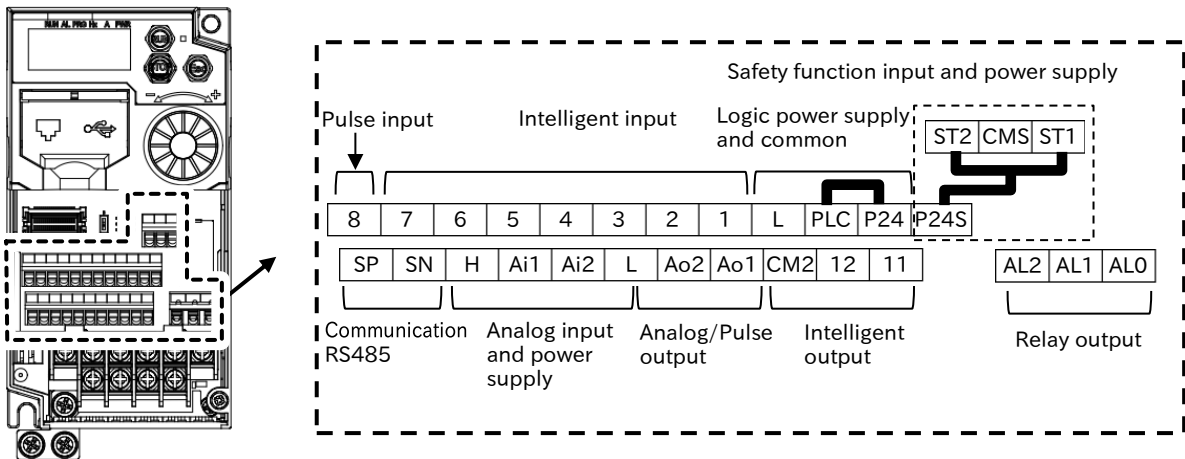 RUN AL PRG Hz A PWR
RUN
STOP
Esc
- +
Safety function input and power supply
Pulse input
Intelligent input
Logic power supply
and common
ST2 CMS ST1
8 7 6 5 4 3 2 1 L PLC P24 P24S
SP SN H Ai1 Ai2 L Ao2 Ao1 CM2 12 11
AL2 AL1 AL0
Communication
RS485
Analog input
and power
supply
Analog/Pulse
output
Intelligent
output
Relay output